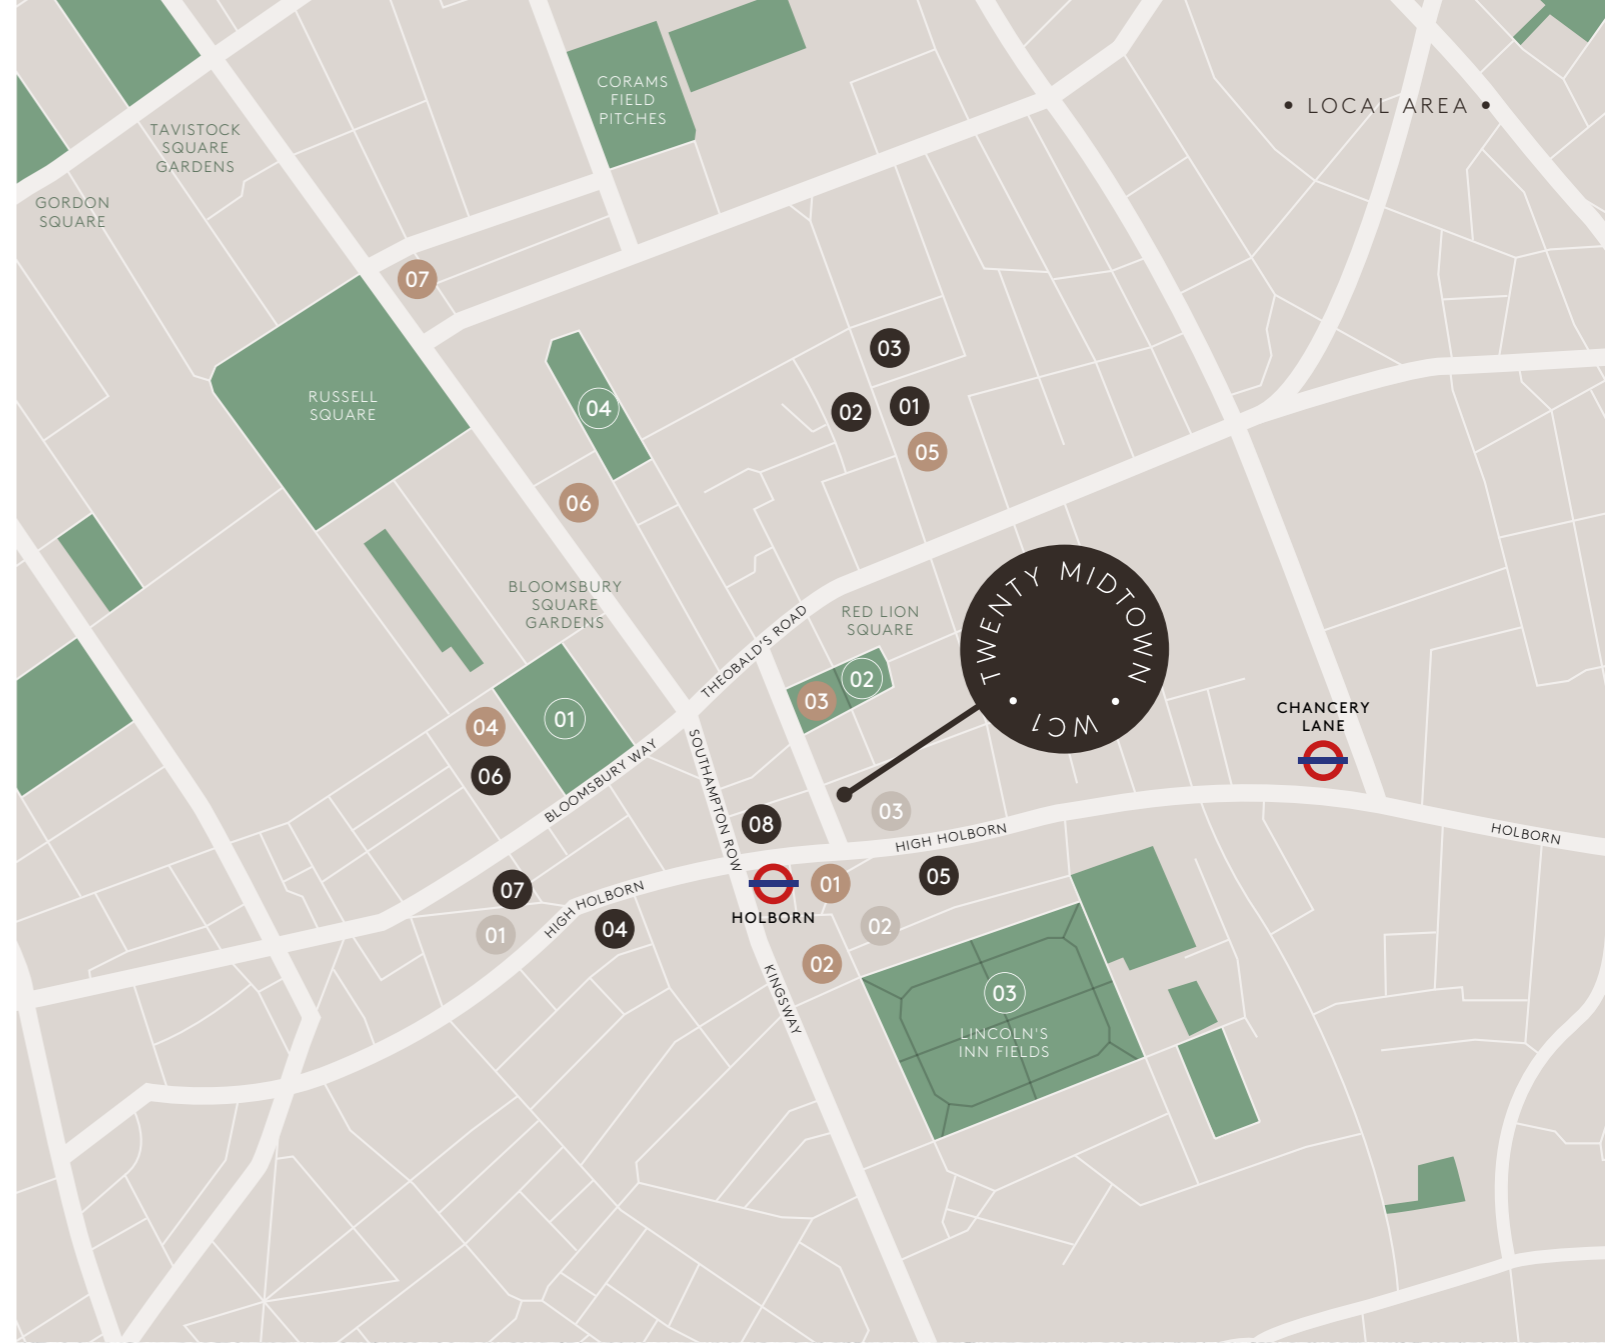 CORAMS
FIELD
PITCHES
• LOCAL AREA •
TAVISTOCK
SQUARE
GARDENS
GORDON
SQUARE
07
03
RUSSELL
SQUARE
04
02
01
05
06
BLOOMSBURY
SQUARE
GARDENS
THEOBALD'S ROAD
RED LION
SQUARE
TWENTY MIDTOWN
• WC1 •
02
03
01
04
06
BLOOMSBURY WAY
SOUTHAMPTON ROW
CHANCERY
LANE
03
08
HIGH HOLBORN
HOLBORN
07
HIGH HOLBORN
01
04
HOLBORN
01
05
02
02
KINGSWAY
03
LINCOLN'S
INN FIELDS